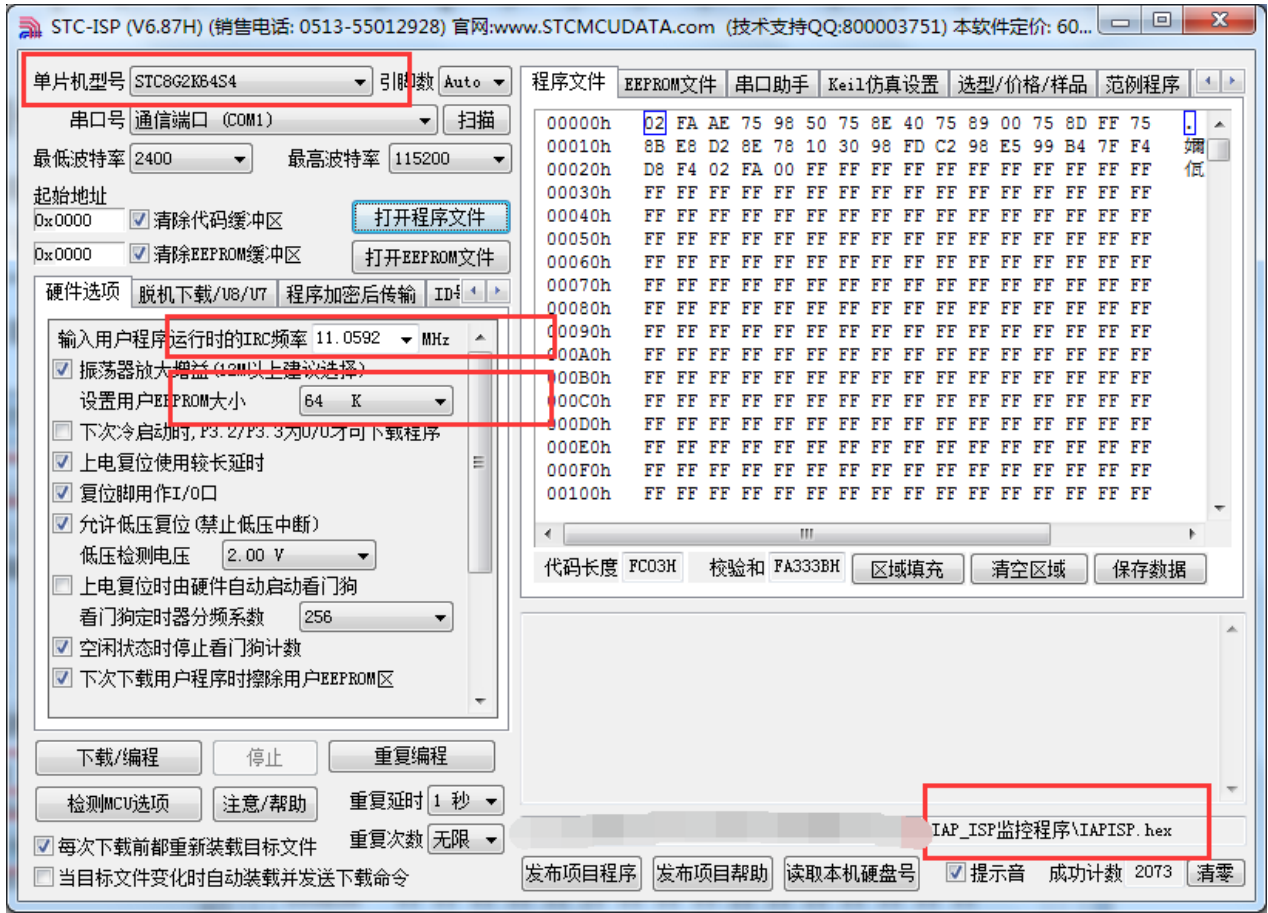 STC-ISP (V6.87H) (销售电话: 0513-55012928) 官网:www.STCMCUDATA.com (技术支持QQ:800003751) 本软件定价: 60...
单片机型号 STC8G2K64S4 引脚数 Auto
串口号 通信端口 (COM1) 扫描
最低波特率 2400 最高波特率 115200
起始地址
0x0000 清除代码缓冲区 打开程序文件
0x0000 清除EEPROM缓冲区 打开EEPROM文件
硬件选项 脱机下载/U8/U7 程序加密后传输
输入用户程序运行时的IRC频率 11.0592 MHz
振荡器放大增益(12M以上建议选择)
设置用户EEPROM大小 64 K
下次冷启动时,P3.2/P3.3为0/0才可下载程序
上电复位使用较长延时
复位脚用作I/O口
允许低压复位(禁止低压中断)
低压检测电压 2.00 V
上电复位时由硬件自动启动看门狗
看门狗定时器分频系数 256
空闲状态时停止看门狗计数
下次下载用户程序时擦除用户EEPROM区
下载/编程 停止 重复编程
检测MCU选项 注意/帮助 重复延时 1 秒
每次下载前都重新装载目标文件 重复次数 无限
当目标文件变化时自动装载并发送下载命令
程序文件 EEPROM文件 串口助手 Keil仿真设置 选型/价格/样品 范例程序
00000h 02 FA AE 75 98 50 75 8E 40 75 89 00 75 8D FF 75 .
00010h 8B E8 D2 8E 78 10 30 98 FD C2 98 E5 99 B4 7F F4
00020h D8 F4 02 FA 00 FF FF FF FF FF FF FF FF FF FF FF
00030h FF FF FF FF FF FF FF FF FF FF FF FF FF FF FF FF
00040h FF FF FF FF FF FF FF FF FF FF FF FF FF FF FF FF
00050h FF FF FF FF FF FF FF FF FF FF FF FF FF FF FF FF
00060h FF FF FF FF FF FF FF FF FF FF FF FF FF FF FF FF
00070h FF FF FF FF FF FF FF FF FF FF FF FF FF FF FF FF
00080h FF FF FF FF FF FF FF FF FF FF FF FF FF FF FF FF
00090h FF FF FF FF FF FF FF FF FF FF FF FF FF FF FF FF
000A0h FF FF FF FF FF FF FF FF FF FF FF FF FF FF FF FF
000B0h FF FF FF FF FF FF FF FF FF FF FF FF FF FF FF FF
000C0h FF FF FF FF FF FF FF FF FF FF FF FF FF FF FF FF
000D0h FF FF FF FF FF FF FF FF FF FF FF FF FF FF FF FF
000E0h FF FF FF FF FF FF FF FF FF FF FF FF FF FF FF FF
000F0h FF FF FF FF FF FF FF FF FF FF FF FF FF FF FF FF
00100h FF FF FF FF FF FF FF FF FF FF FF FF FF FF FF FF
代码长度 FC03H 校验和 FA333BH 区域填充 清空区域 保存数据
IAP_ISP监控程序\IAPISP.hex
发布项目程序 发布项目帮助 读取本机硬盘号 提示音 成功计数 2073 清零